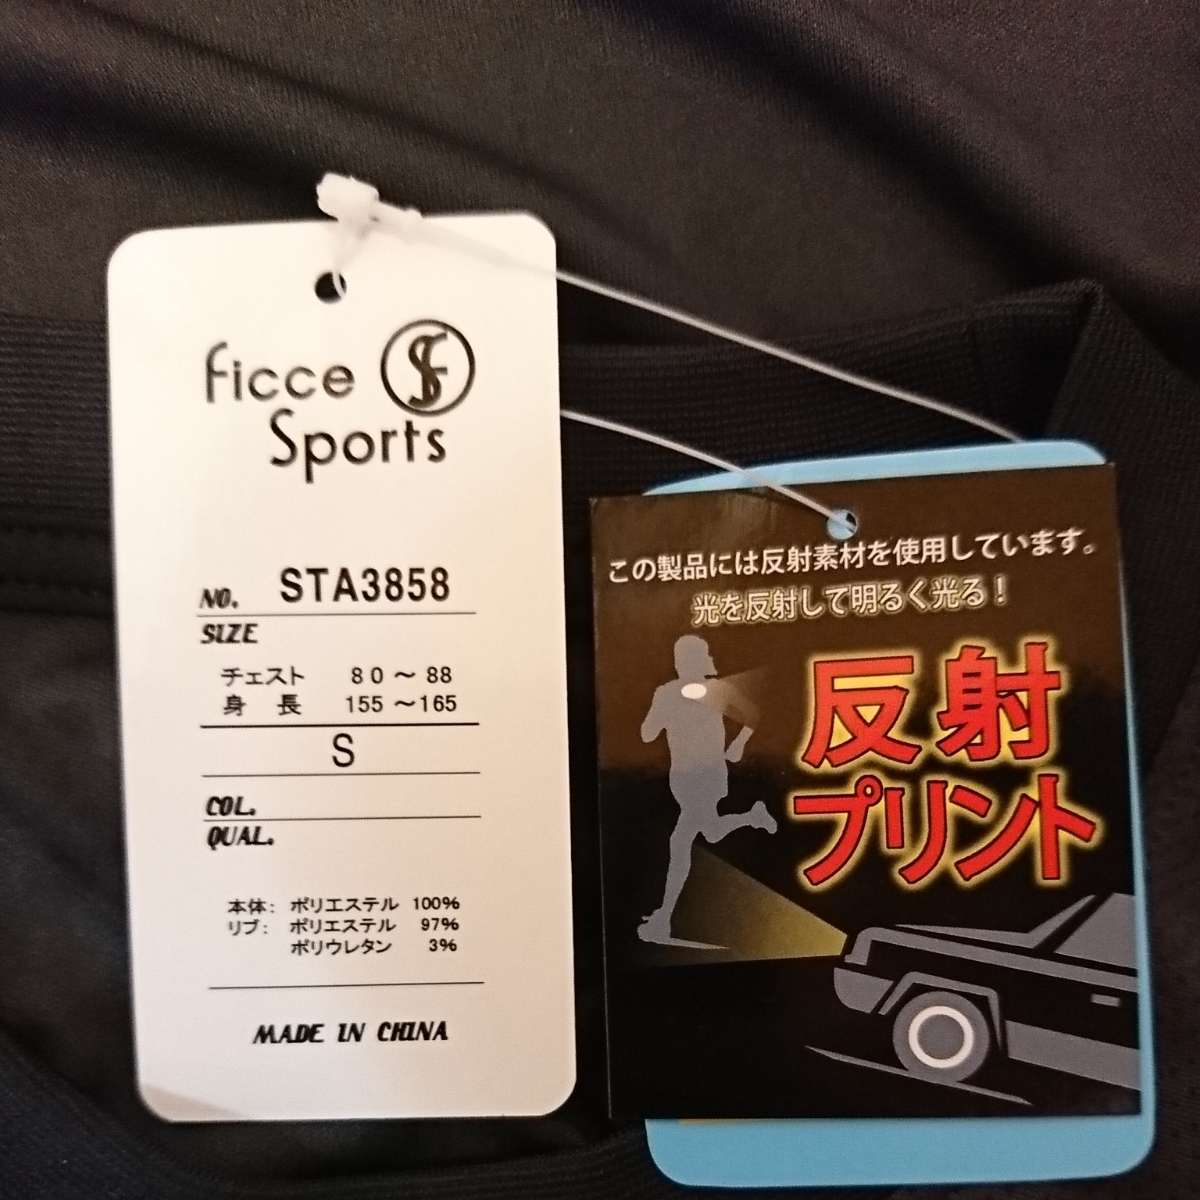 ficce SF
Sports
NO. STA3858
SIZE
チェスト 80〜88
身長 155〜165
S
COL.
QUAL.
本体: ポリエステル 100%
リブ: ポリエステル 97%
ポリウレタン 3%
MADE IN CHINA
この製品には反射素材を使用しています。
光を反射して明るく光る！
反射
プリント